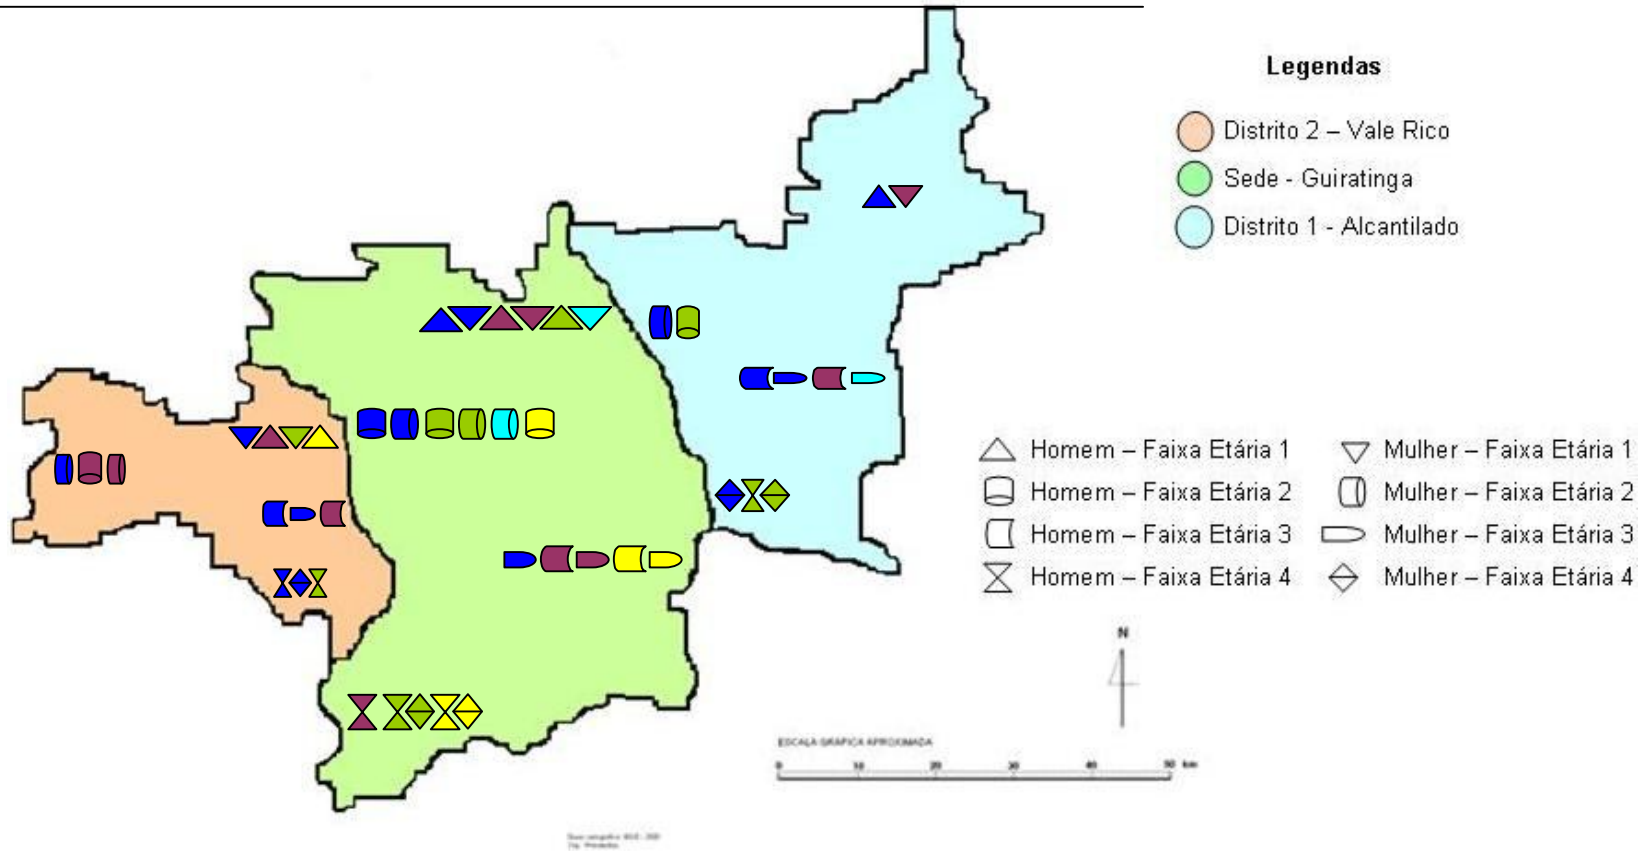 Legendas
Distrito 2 – Vale Rico
Sede - Guiratinga
Distrito 1 - Alcantilado
Homem – Faixa Etária 1
Mulher – Faixa Etária 1
Homem – Faixa Etária 2
Mulher – Faixa Etária 2
Homem – Faixa Etária 3
Mulher – Faixa Etária 3
Homem – Faixa Etária 4
Mulher – Faixa Etária 4
N
ESCALA GRÁFICA APROXIMADA
0 10 20 30 40 50 km